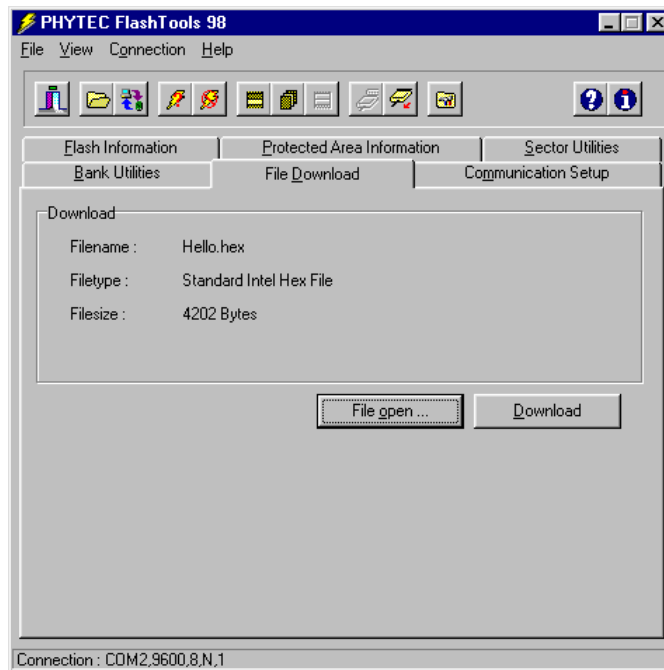 PHYTEC FlashTools 98
File View Connection Help
Flash Information Protected Area Information Sector Utilities
Bank Utilities File Download Communication Setup
Download
Filename : Hello.hex
Filetype : Standard Intel Hex File
Filesize : 4202 Bytes
File open ... Download
Connection : COM2,9600,8,N,1